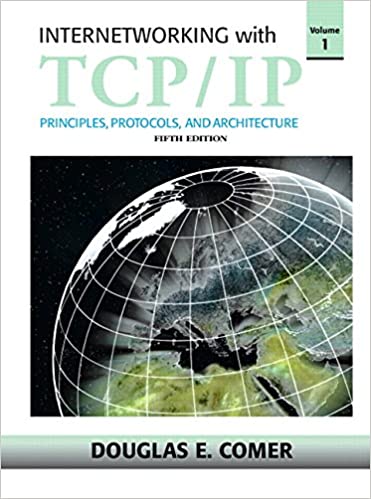 INTERNETWORKING with
Volume
1
TCP/IP
PRINCIPLES, PROTOCOLS, AND ARCHITECTURE
FIFTH EDITION
DOUGLAS E. COMER